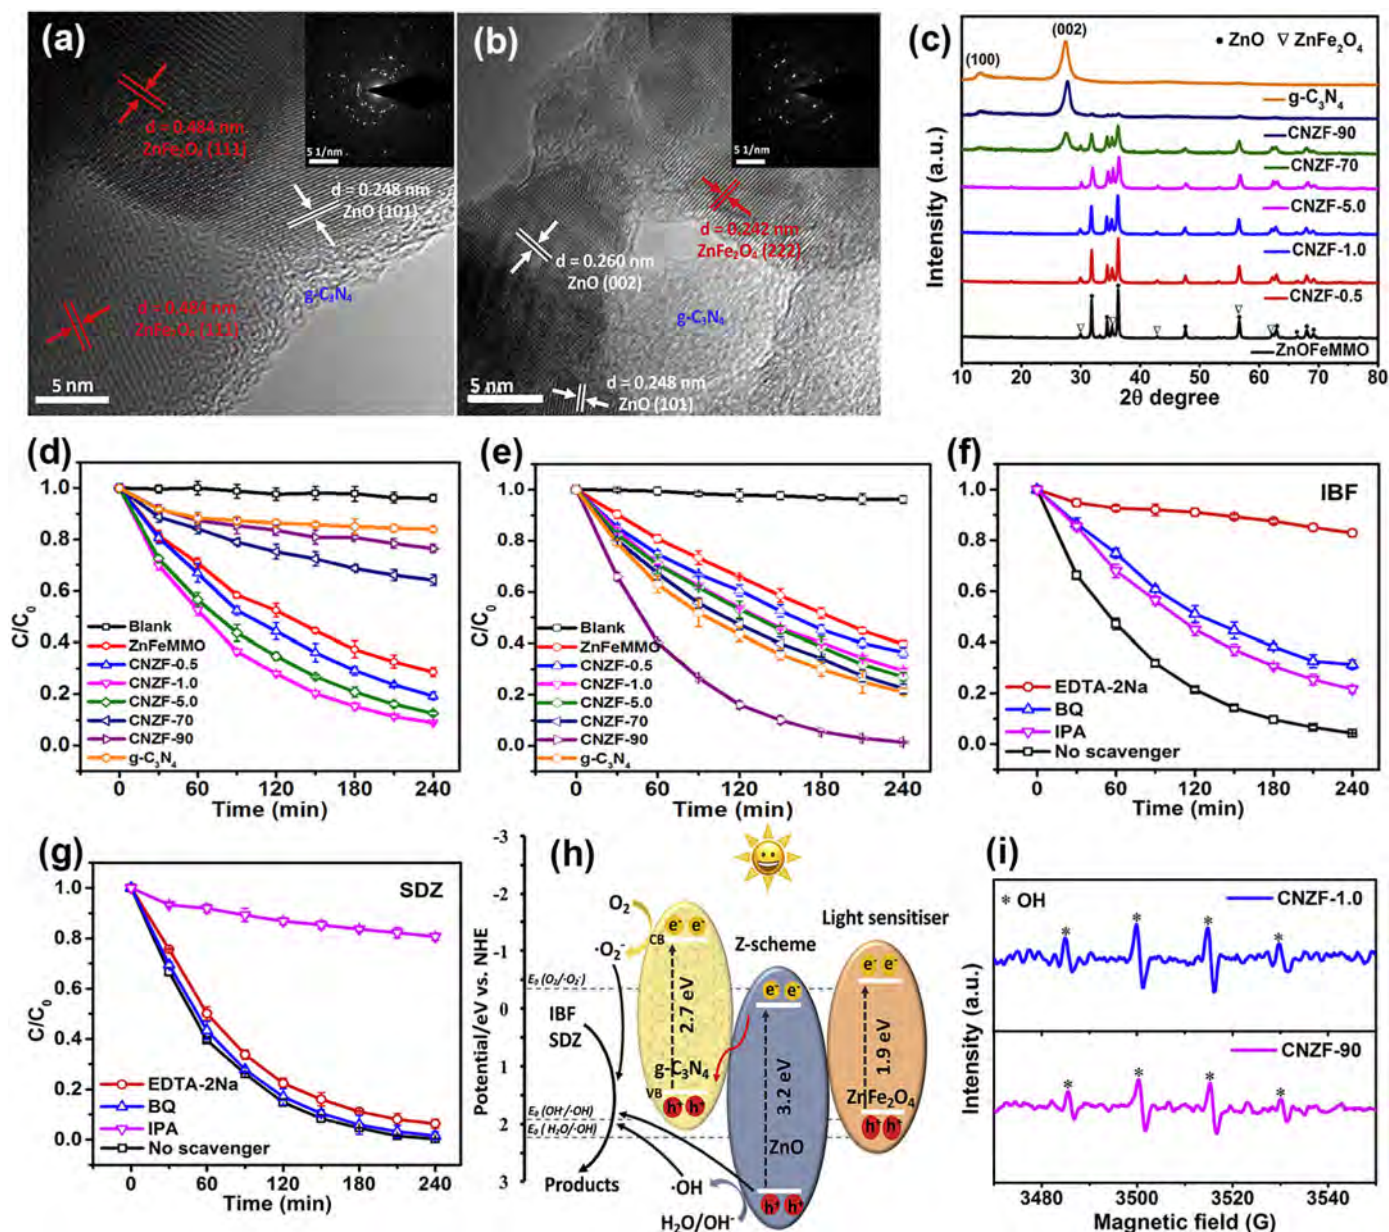 (a)
d = 0.484 nm
ZnFe₂O₄ (111)
d = 0.248 nm
ZnO (101)
g-C₃N₄
d = 0.484 nm
ZnFe₂O₄ (111)
5 1/nm
5 nm
(b)
d = 0.242 nm
ZnFe₂O₄ (222)
d = 0.260 nm
ZnO (002)
g-C₃N₄
d = 0.248 nm
ZnO (101)
5 1/nm
5 nm
(c)
(002)
(100)
ZnO ZnFe₂O₄
g-C₃N₄
CNZF-90
CNZF-70
CNZF-5.0
CNZF-1.0
CNZF-0.5
ZnOFeMMO
Intensity (a.u.)
10 20 30 40 50 60 70 80
2θ degree
(d)
1.0
0.8
0.6
0.4
0.2
0.0
C/C₀
Blank
ZnFeMMO
CNZF-0.5
CNZF-1.0
CNZF-5.0
CNZF-70
CNZF-90
g-C₃N₄
0 30 60 90 120 150 180 210 240
Time (min)
(e)
1.0
0.8
0.6
0.4
0.2
0.0
C/C₀
Blank
ZnFeMMO
CNZF-0.5
CNZF-1.0
CNZF-5.0
CNZF-70
CNZF-90
g-C₃N₄
0 60 120 180 240
Time (min)
(f)
IBF
1.0
0.8
0.6
0.4
0.2
0.0
C/C₀
EDTA-2Na
BQ
IPA
No scavenger
0 60 120 180 240
Time (min)
(g)
SDZ
1.0
0.8
0.6
0.4
0.2
0.0
C/C₀
EDTA-2Na
BQ
IPA
No scavenger
0 30 60 90 120 150 180 210 240
Time (min)
(h)
-3
-2
-1
0
1
2
3
Potential/eV vs. NHE
O₂
·O₂⁻
E₀ (O₂/·O₂⁻)
IBF
SDZ
E₀ (OH⁻/·OH)
E₀ (H₂O/·OH)
Products
·OH
H₂O/OH⁻
CB
e⁻ e⁻
2.7 eV
g-C₃N₄
VB
h⁺ h⁺
Z-scheme
e⁻ e⁻
3.2 eV
ZnO
h⁺ h⁺
Light sensitiser
e⁻ e⁻
1.9 eV
ZnFe₂O₄
h⁺ h⁺
(i)
* OH
CNZF-1.0
* * * *
CNZF-90
* * * *
Intensity (a.u.)
3480 3500 3520 3540
Magnetic field (G)